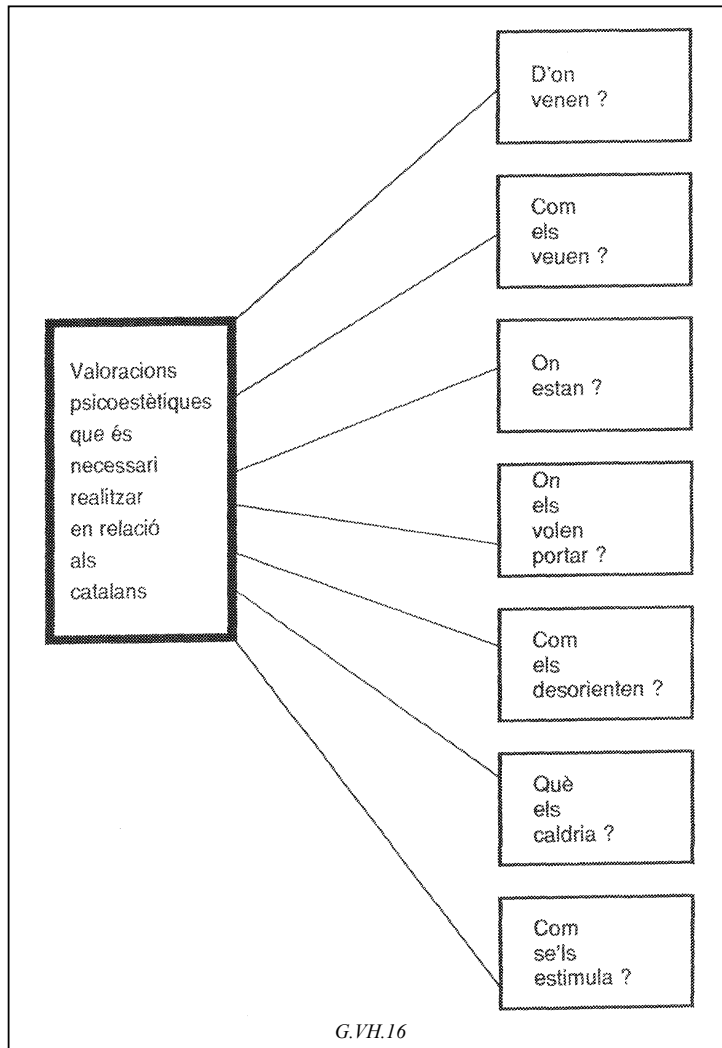 D'on
venen ?
Com
els
veuen ?
Valoracions
psicoestètiques
que és
necessari
realitzar
en relació
als
catalans
On
estan ?
On
els
volen
portar ?
Com
els
desorienten ?
Què
els
caldria ?
Com
se'ls
estimula ?
G.VH.16